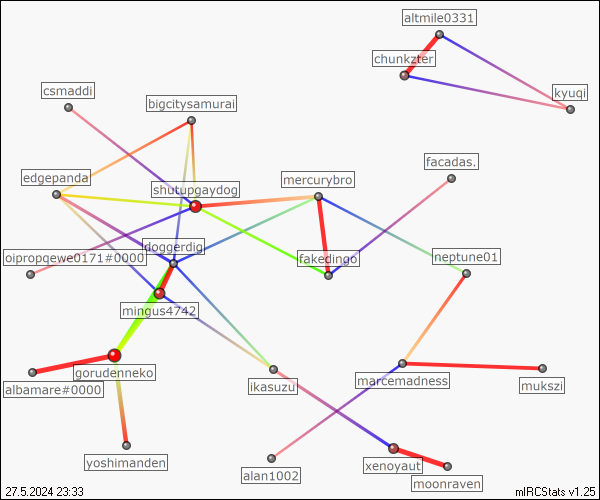 altmile0331
chunkzter
kyuqi
csmaddi
bigcitysamurai
facadas.
edgepanda
shutupgaydog
mercurybro
oipropqewe0171#0000
doggerdig
fakedingo
neptune01
mingus4742
gorudenneko
albamare#0000
ikasuzu
marcemadness
mukszi
yoshimanden
alan1002
xenoyaut
moonraven
27.5.2024 23:33
mIRCStats v1.25